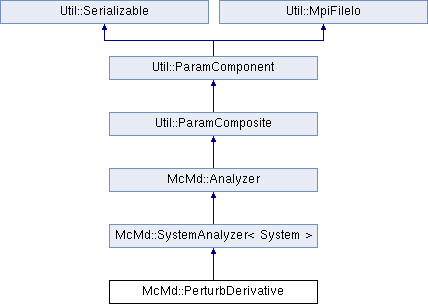 Util::Serializable
Util::MpiFileIo
Util::ParamComponent
Util::ParamComposite
McMd::Analyzer
McMd::SystemAnalyzer< System >
McMd::PerturbDerivative